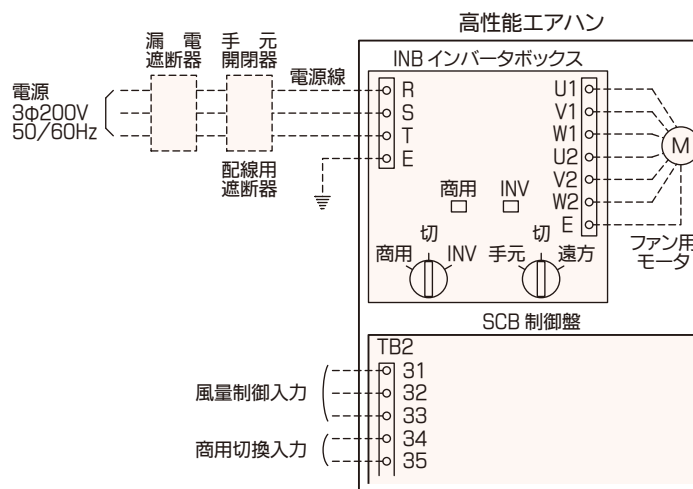 高性能エアハン
漏電
遮断器
手元
開閉器
電源線
電源
3φ200V
50/60Hz
配線用
遮断器
INB インバータボックス
R
S
T
E
U1
V1
W1
U2
V2
W2
E
M
ファン用
モータ
商用 INV
切
商用 INV
切
手元 遠方
SCB 制御盤
TB2
31
32
33
34
35
風量制御入力
商用切換入力